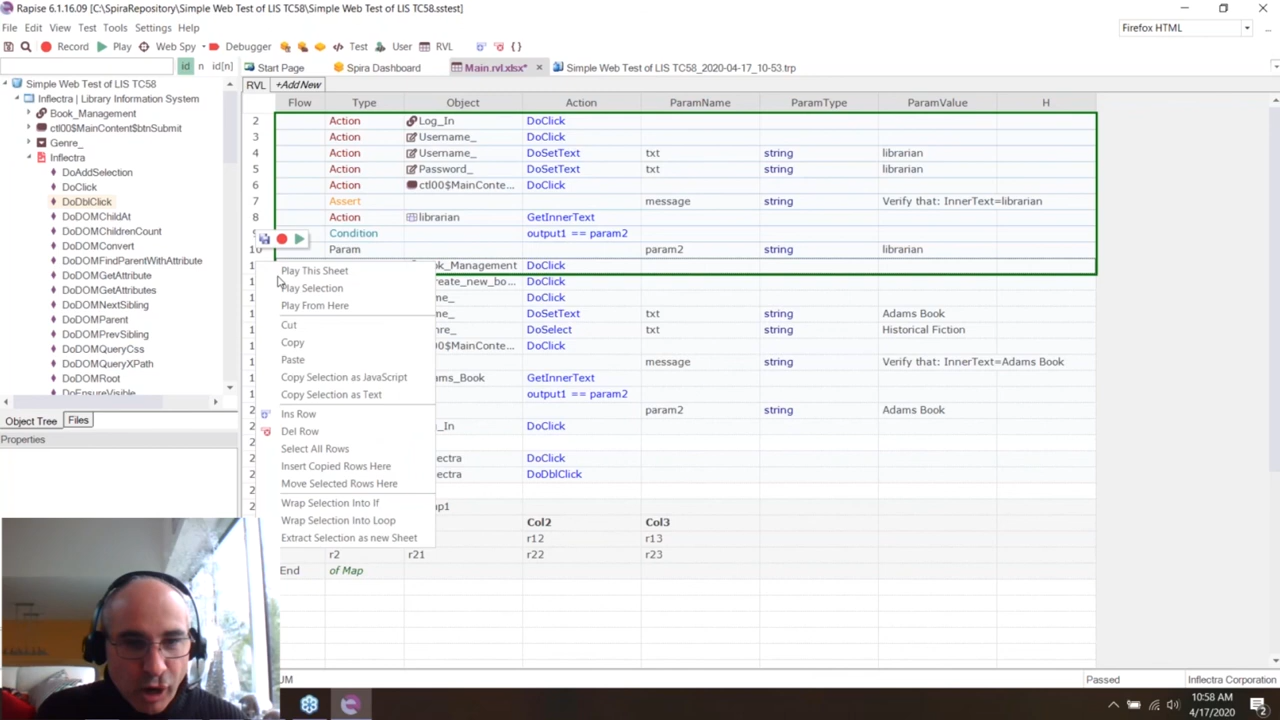 Rapise 6.1.16.09 [C:\SpiraRepository\Simple Web Test of LIS TC58\Simple Web Test of LIS TC58.sstest]
File Edit View Test Tools Settings Help
Firefox HTML
Record Play Web Spy Debugger Test User RVL { }
id n id[n] Start Page Spira Dashboard Main.rvl.xlsx* Simple Web Test of LIS TC58_2020-04-17_10-53.trp
Simple Web Test of LIS TC58
RVL +Add New
Inflectra | Library Information System
Flow Type Object Action ParamName ParamType ParamValue H
Book_Management
2 Action Log_In DoClick
ctl00$MainContent$btnSubmit
3 Action Username_ DoClick
Genre_
4 Action Username_ DoSetText txt string librarian
Inflectra
5 Action Password_ DoSetText txt string librarian
DoAddSelection
6 Action ctl00$MainConte... DoClick
DoClick
7 Assert message Verify that: InnerText=librarian
DoDblClick
8 Action librarian GetInnerText
DoDOMChildAt
Condition output1 == param2
DoDOMChildrenCount
10 Param param2 string librarian
DoDOMConvert
k_Management DoClick
DoDOMFindParentWithAttribute
reate_new_bo... DoClick
DoDOMGetAttribute
me_ DoClick
DoDOMGetAttributes
me_ DoSetText txt string Adams Book
DoDOMNextSibling
nre_ DoSelect txt string Historical Fiction
DoDOMParent
00$MainConte... DoClick
DoDOMPrevSibling
message Verify that: InnerText=Adams Book
DoDOMQueryCss
ams_Book GetInnerText
DoDOMQueryXPath
output1 == param2
DoDOMRoot
param2 string Adams Book
DoEnsureVisible
g_In DoClick
ectra DoClick
ectra DoDblClick
Play This Sheet
Play Selection
Play From Here
Cut
Copy
Paste
Copy Selection as JavaScript
Copy Selection as Text
Ins Row
Del Row
Select All Rows
Insert Copied Rows Here
Move Selected Rows Here
Wrap Selection Into If
Wrap Selection Into Loop
Extract Selection as new Sheet
Object Tree Files
Properties
p1
Col2 Col3
r12 r13
r2 r21 r22 r23
End of Map
UM Passed Inflectra Corporation
10:58 AM
4/17/2020
2